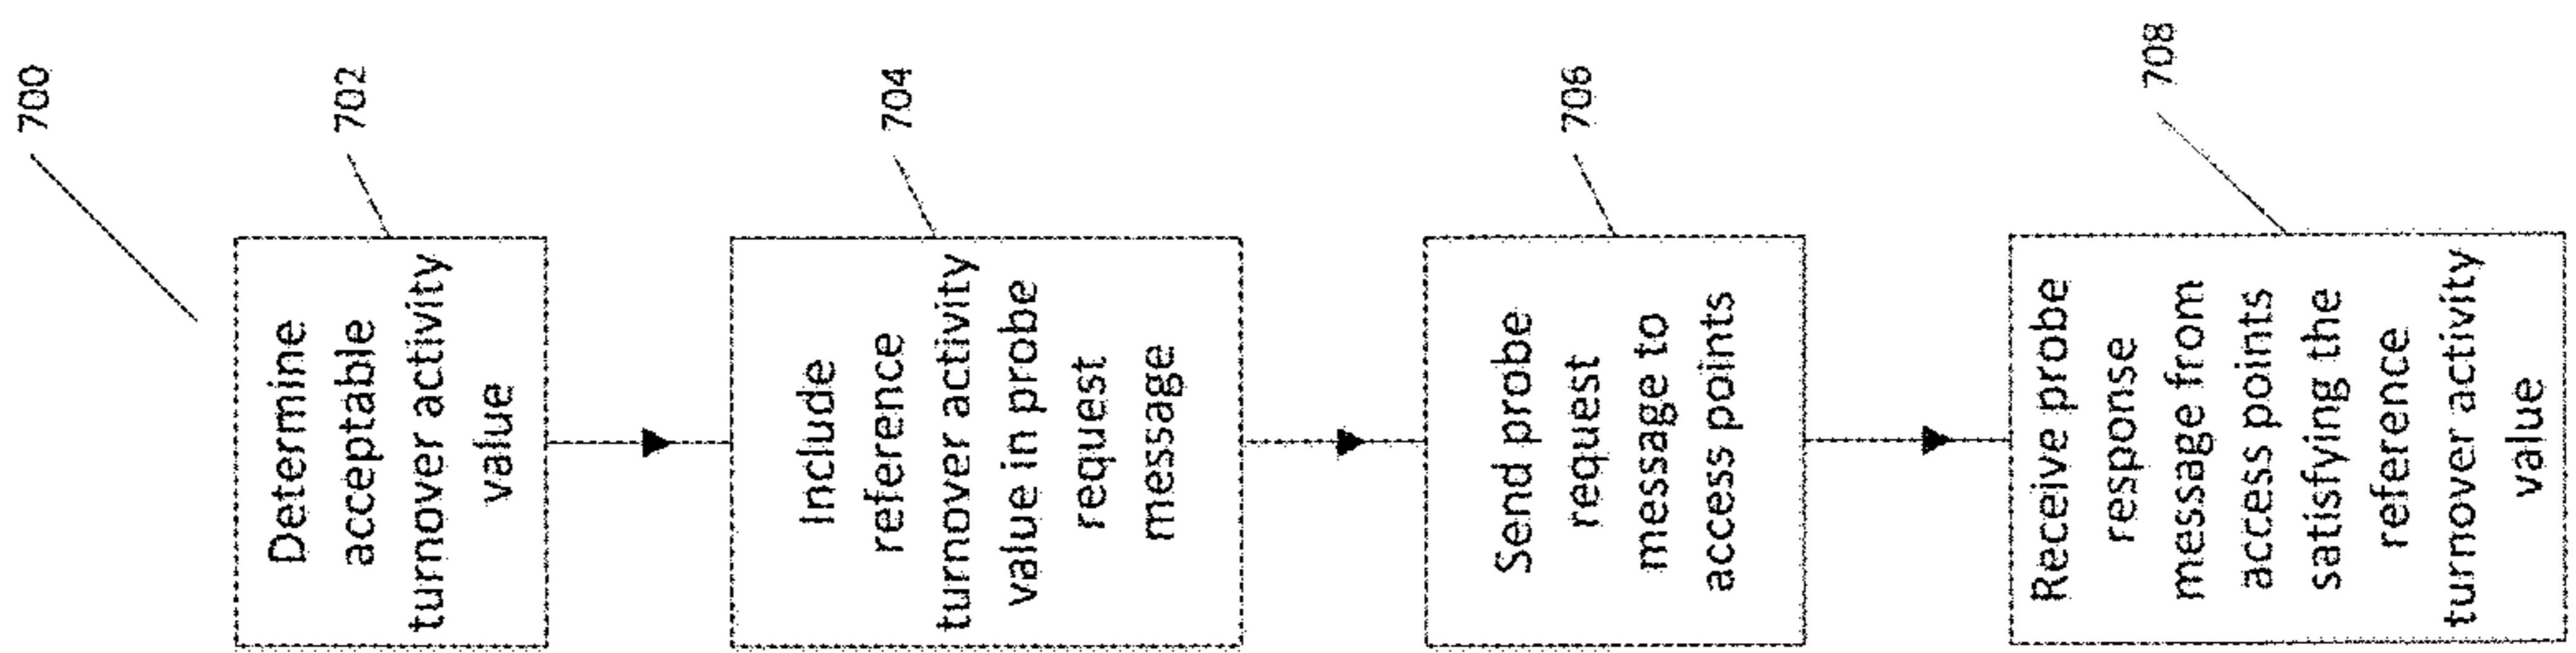 700
Determine
acceptable
turnover activity
value
702
Include
reference
turnover activity
value in probe
request
message
704
Send probe
request
message to
access points
706
Receive probe
response
message from
access points
satisfying the
reference
turnover activity
value
708